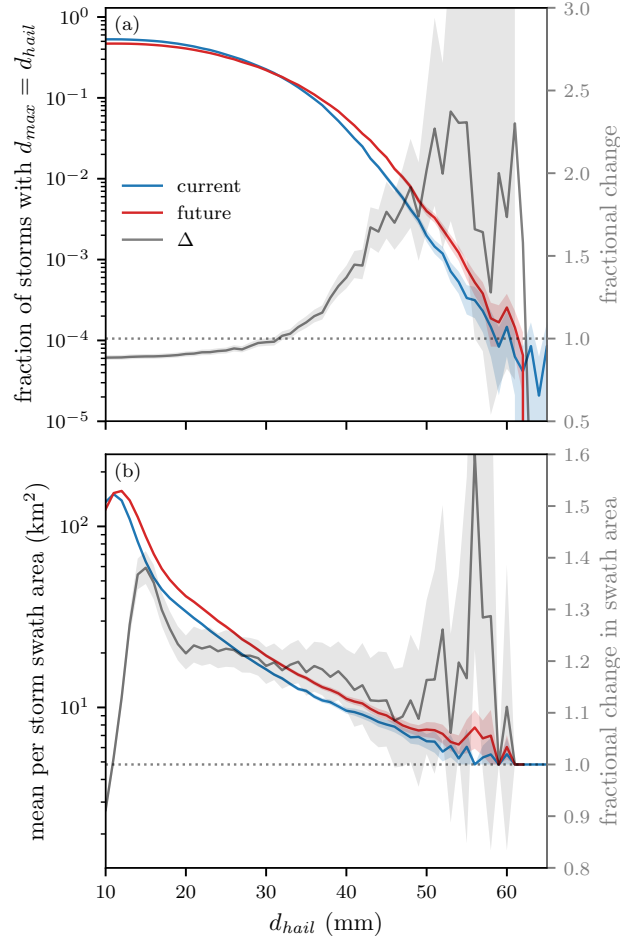 (a)
fraction of storms with d_max = d_hail
10^0
10^-1
10^-2
10^-3
10^-4
10^-5
current
future
Δ
3.0
2.5
2.0
1.5
1.0
0.5
fractional change
(b)
mean per storm swath area (km^2)
10^2
10^1
1.6
1.5
1.4
1.3
1.2
1.1
1.0
0.9
0.8
fractional change in swath area
10 20 30 40 50 60
d_hail (mm)